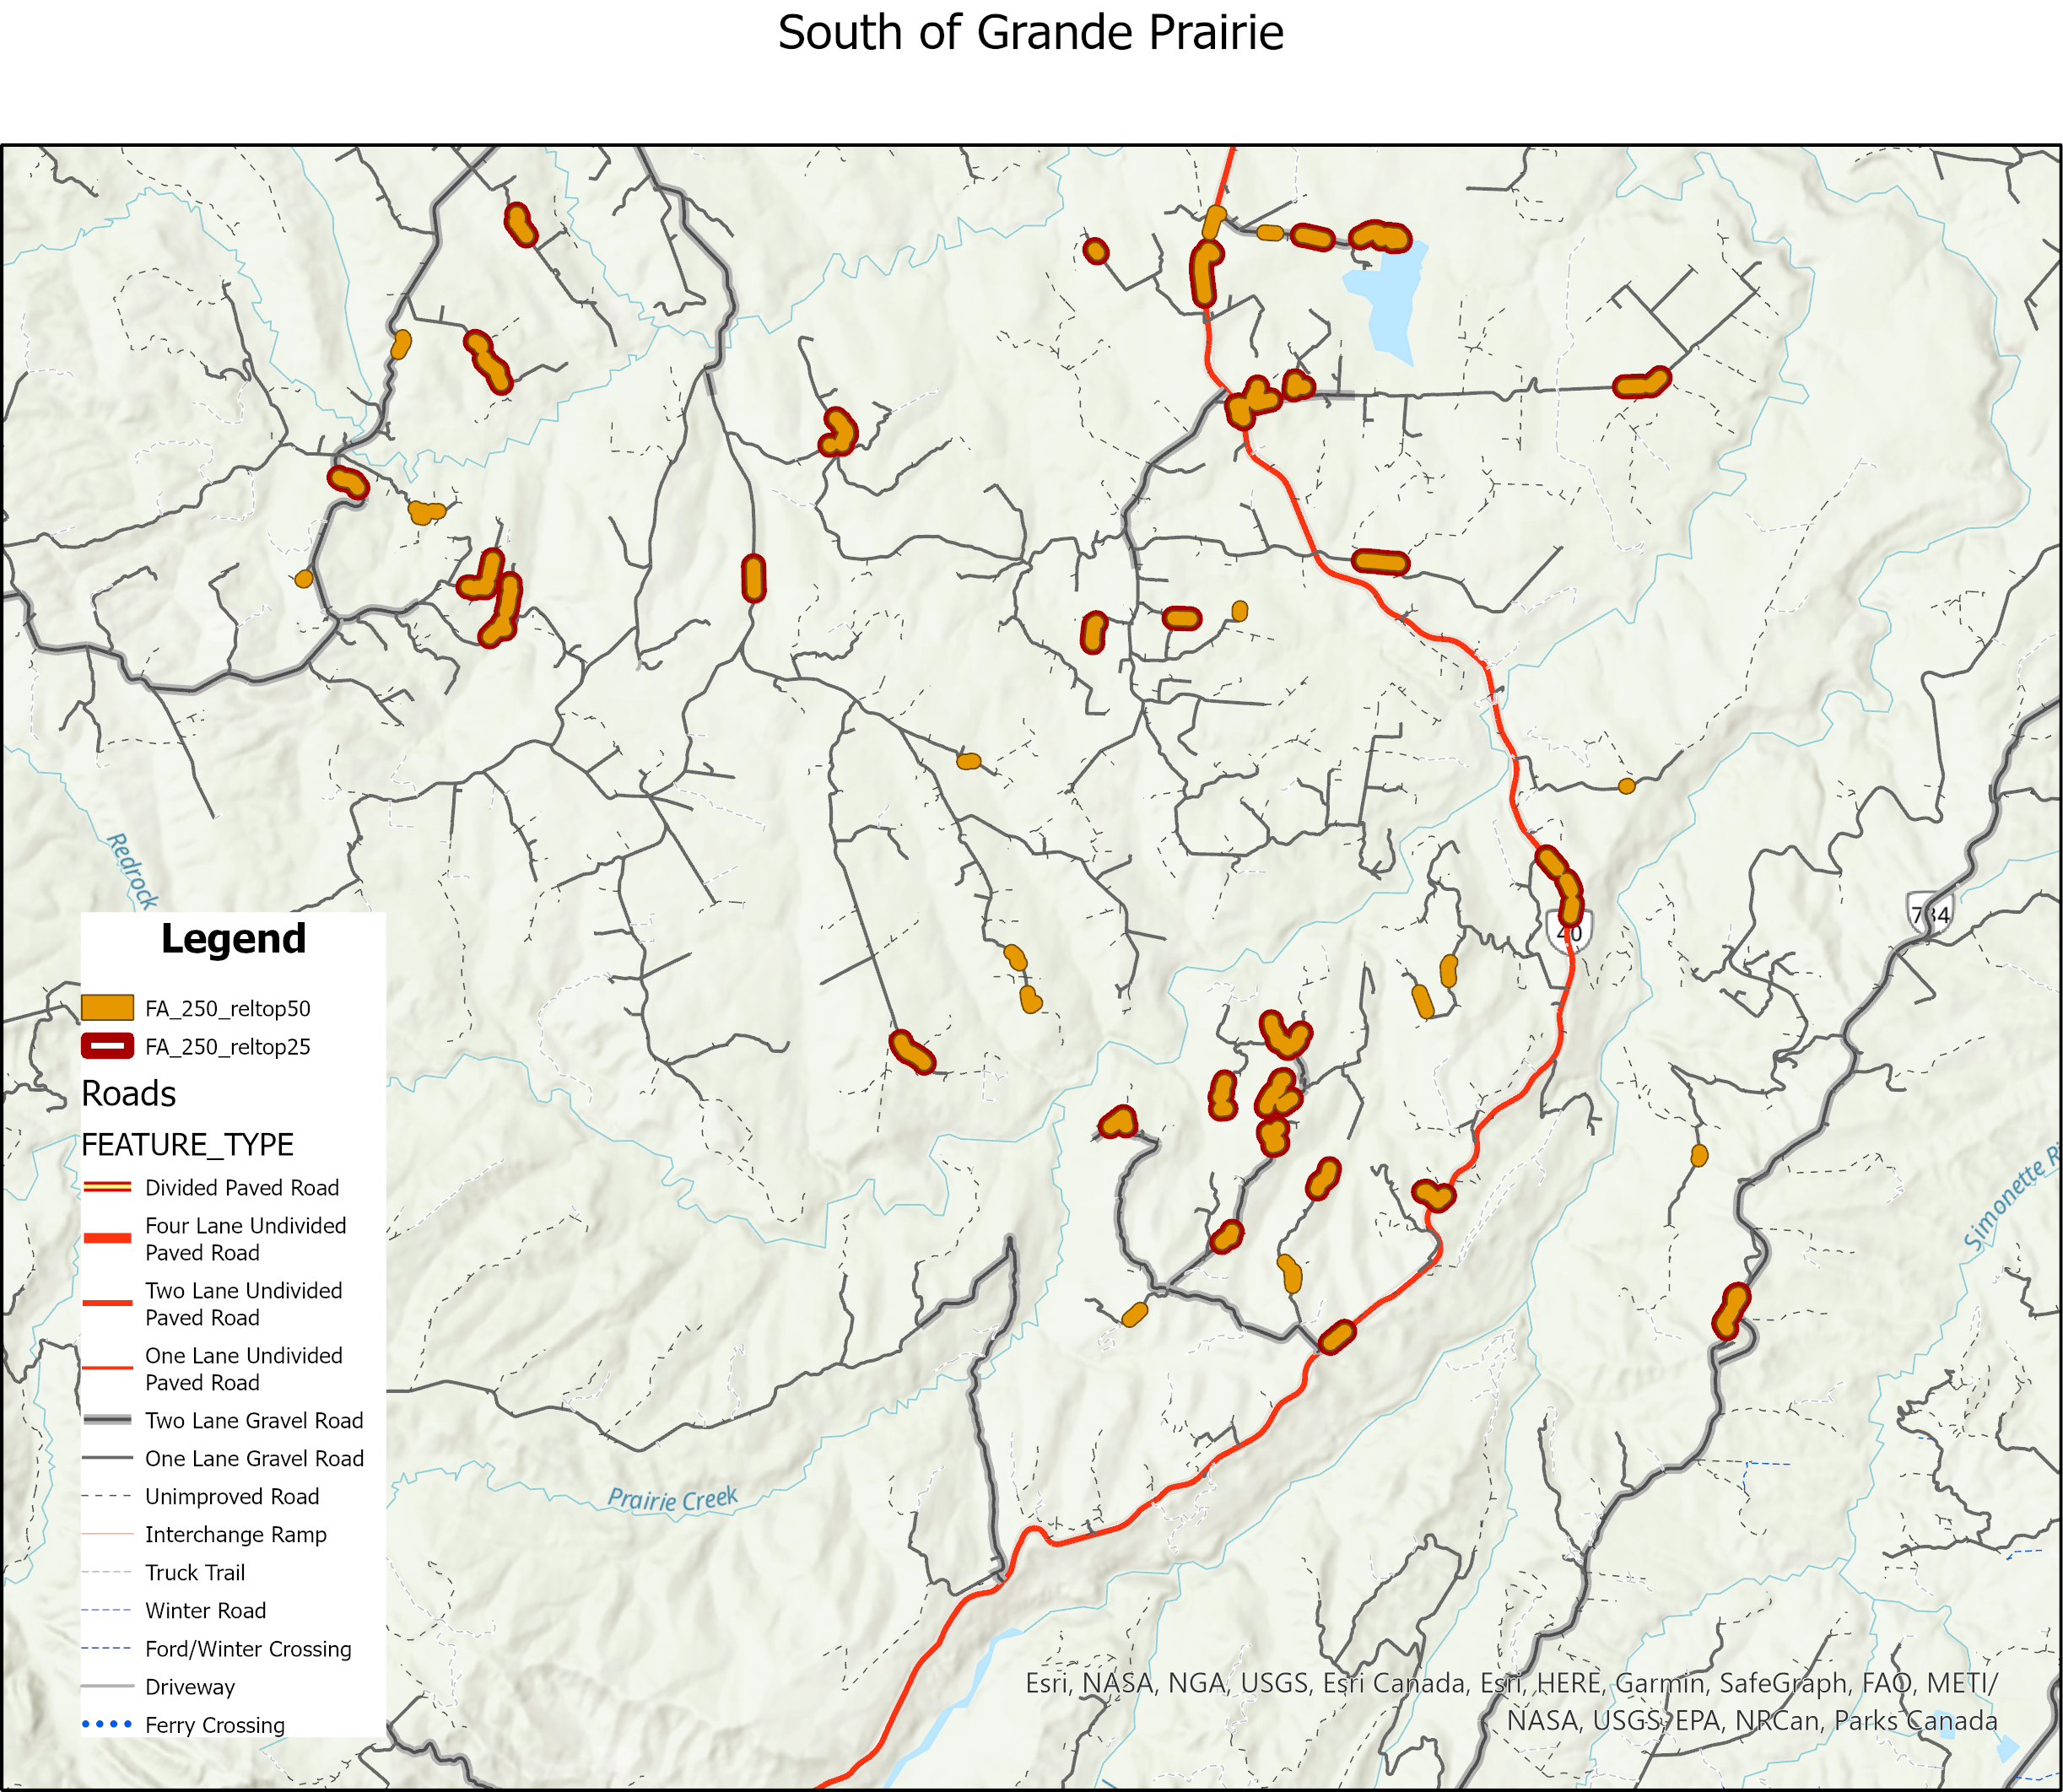 South of Grande Prairie
40
Redrock
Prairie Creek
Legend
FA_250_reltop50
FA_250_reltop25
Roads
FEATURE_TYPE
Divided Paved Road
Four Lane Undivided
Paved Road
Two Lane Undivided
Paved Road
One Lane Undivided
Paved Road
Two Lane Gravel Road
One Lane Gravel Road
Unimproved Road
Interchange Ramp
Truck Trail
Winter Road
Ford/Winter Crossing
Driveway
Ferry Crossing
Simonette
Esri, NASA, NGA, USGS, Esri Canada, Esri, HERE, Garmin, SafeGraph, FAO, METI/
NASA, USGS, EPA, NRCan, Parks Canada